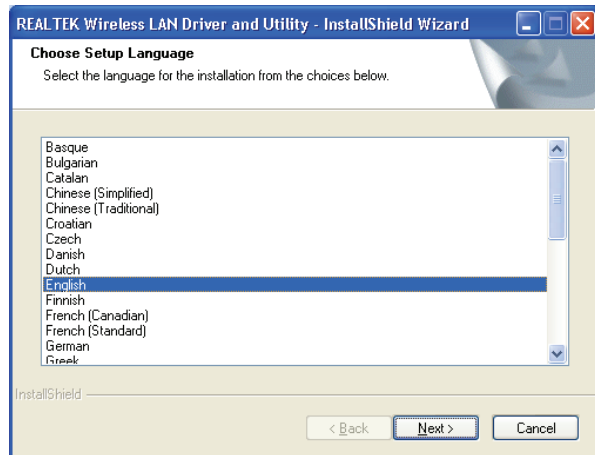 REALTEK Wireless LAN Driver and Utility - InstallShield Wizard
Choose Setup Language
Select the language for the installation from the choices below.
Basque
Bulgarian
Catalan
Chinese (Simplified)
Chinese (Traditional)
Croatian
Czech
Danish
Dutch
English
Finnish
French (Canadian)
French (Standard)
German
Greek
InstallShield
< Back
Next >
Cancel